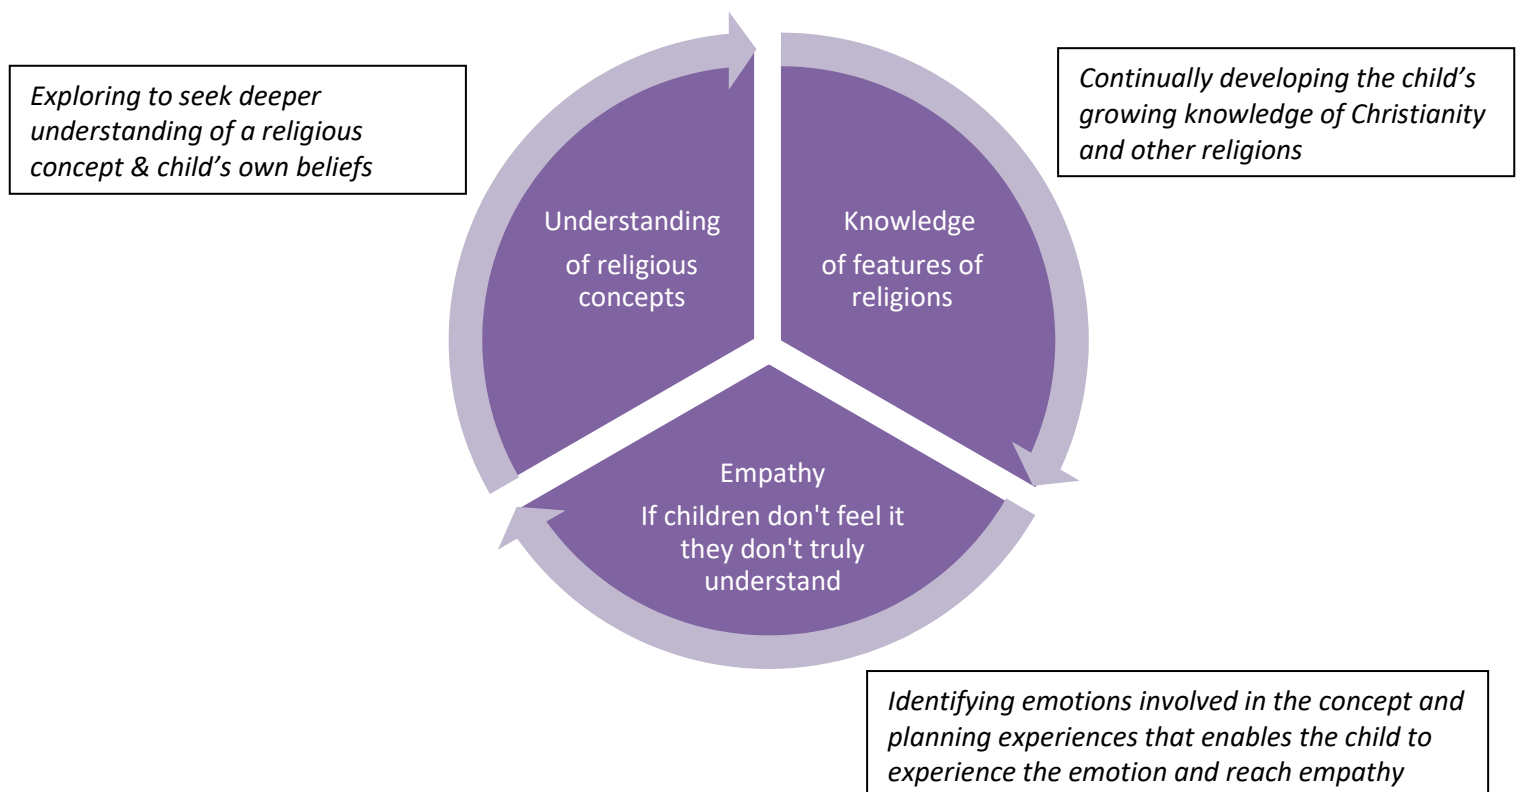 Exploring to seek deeper
understanding of a religious
concept & child's own beliefs
Continually developing the child’s
growing knowledge of Christianity
and other religions
Understanding
of religious
concepts
Knowledge
of features of
religions
Empathy
If children don't feel it
they don't truly
understand
Identifying emotions involved in the concept and
planning experiences that enables the child to
experience the emotion and reach empathy